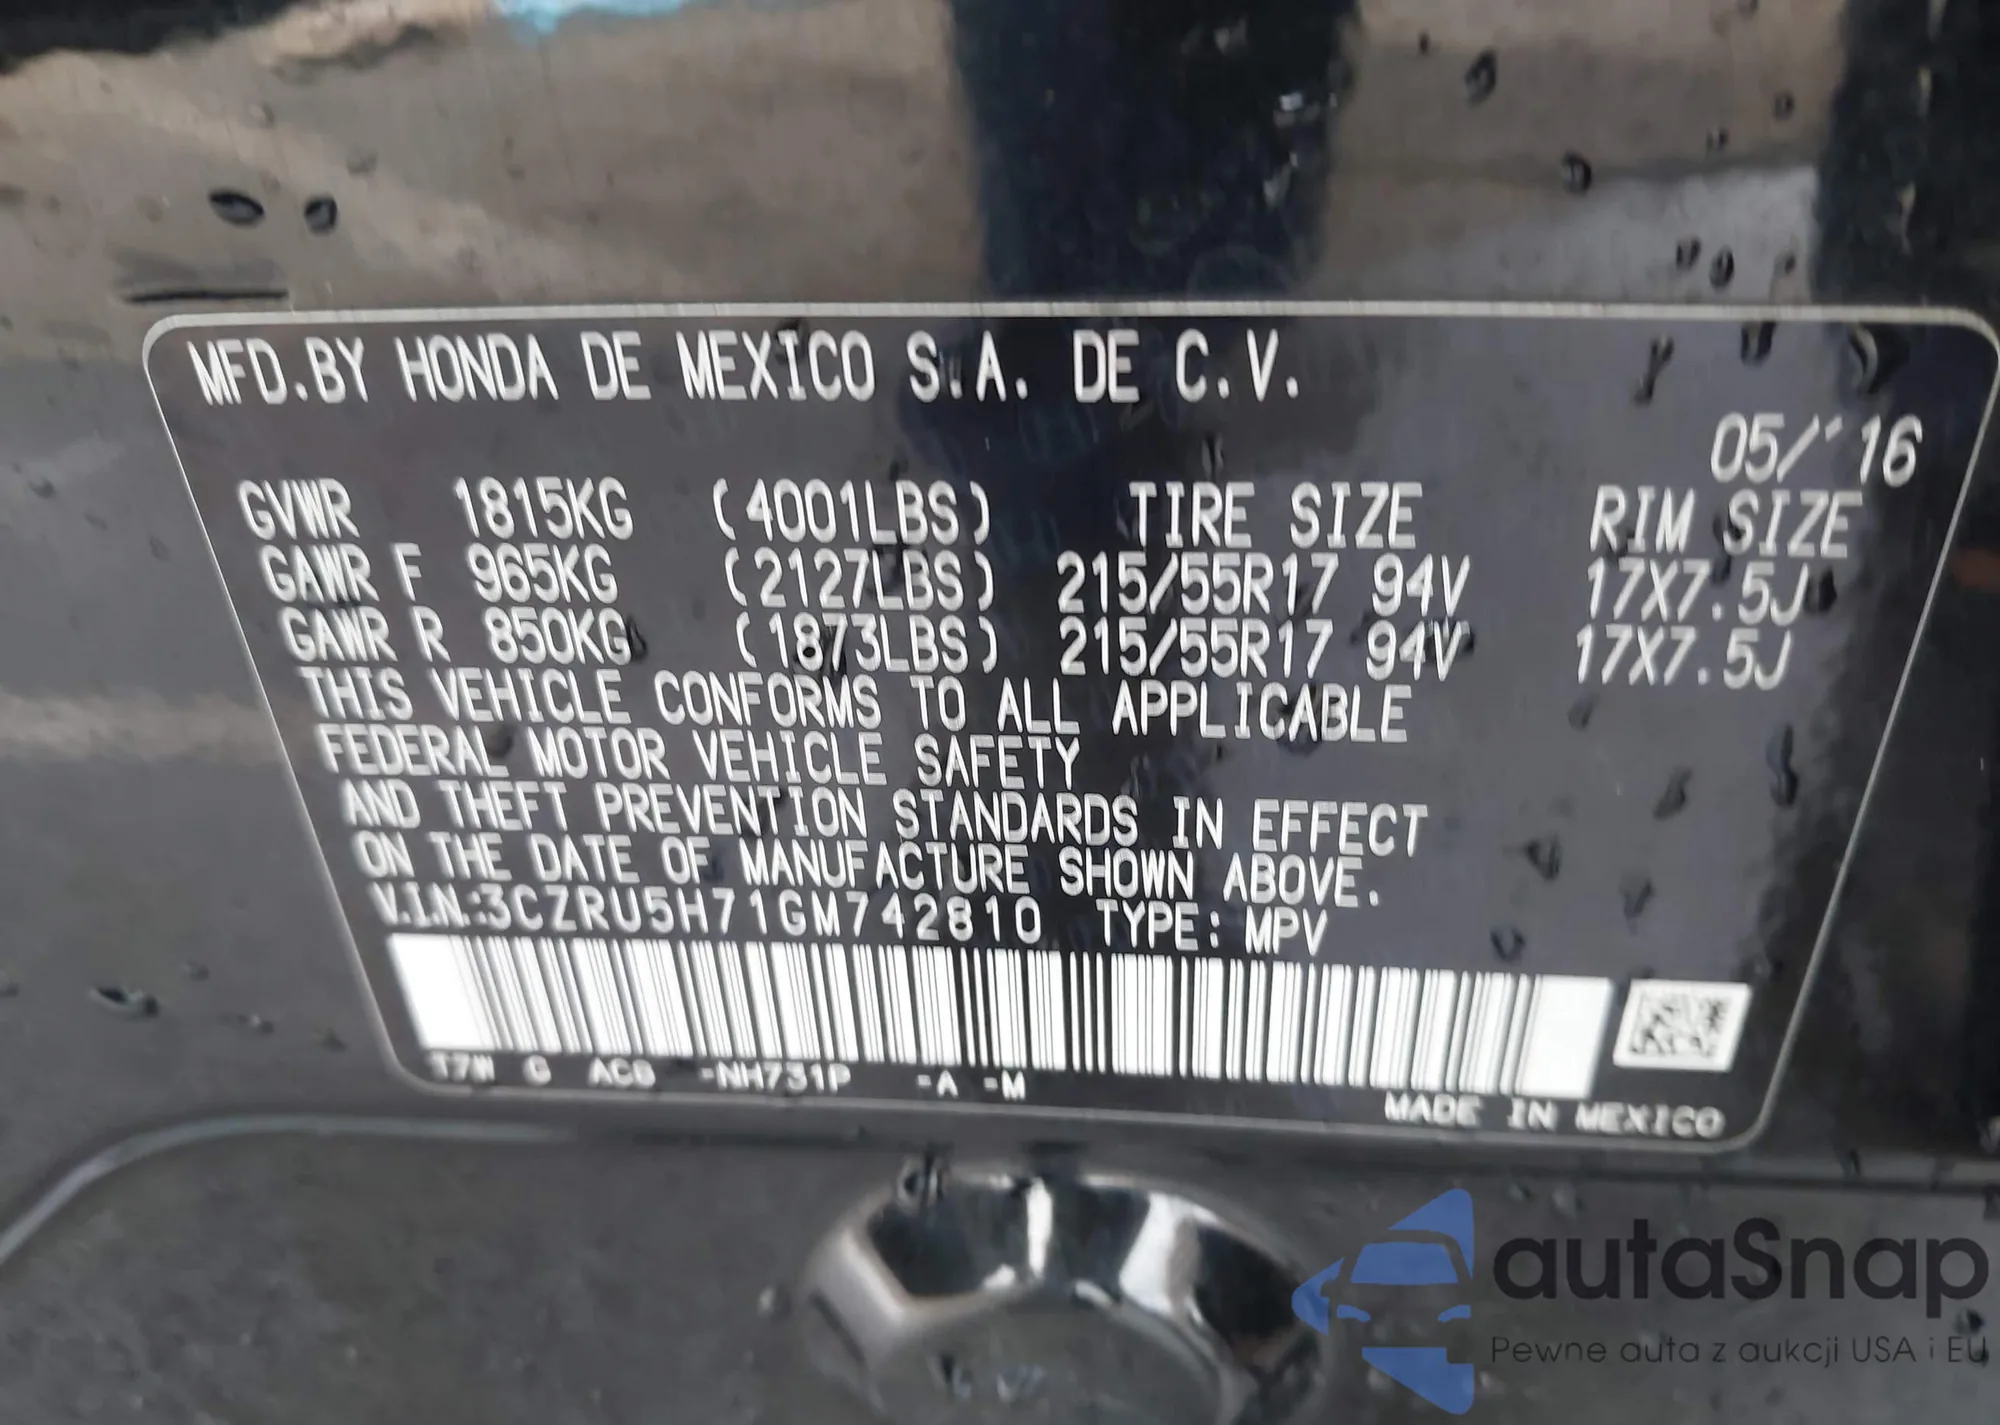 MFD.BY HONDA DE MEXICO S.A. DE C.V.
05/ 16
GVWR 1815KG (4001LBS) TIRE SIZE RIM SIZE
GAWR F 965KG (2127LBS) 215/55R17 94V 17X7.5J
GAWR R 850KG (1873LBS) 215/55R17 94V 17X7.5J
THIS VEHICLE CONFORMS TO ALL APPLICABLE
FEDERAL MOTOR VEHICLE SAFETY
AND THEFT PREVENTION STANDARDS IN EFFECT
ON THE DATE OF MANUFACTURE SHOWN ABOVE.
V.I.N.:3CZRU5H71GM742810 TYPE: MPV
T7W G ACG -NH731P -A -M
MADE IN MEXICO
autaSnap
Pewne auta z aukcji USA i EU